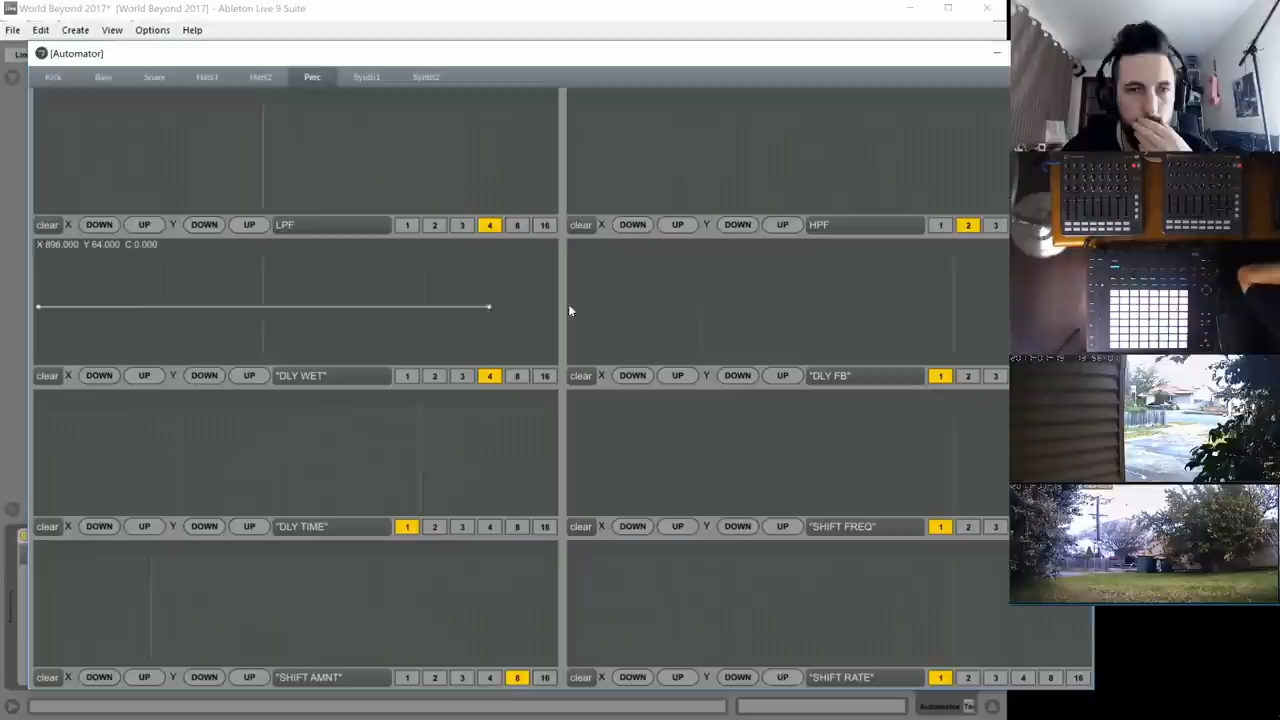 World Beyond 2017* [World Beyond 2017] - Ableton Live 9 Suite
File Edit Create View Options Help
[Automator]
Kick Bass Snare Hats1 Hats2 Perc Synth1 Synth2
clear X DOWN UP Y DOWN UP LPF 1 2 3 4 8 16
clear X DOWN UP Y DOWN UP HPF 1 2 3
X 896.000 Y 64.000 C 0.000
clear X DOWN UP Y DOWN UP "DLY WET" 1 2 3 4 8 16
clear X DOWN UP Y DOWN UP "DLY FB" 1 2 3
clear X DOWN UP Y DOWN UP "DLY TIME" 1 2 3 4 8 16
clear X DOWN UP Y DOWN UP "SHIFT FREQ" 1 2 3
clear X DOWN UP Y DOWN UP "SHIFT AMNT" 1 2 3 4 8 16
clear X DOWN UP Y DOWN UP "SHIFT RATE" 1 2 3 4 8 16
Automator